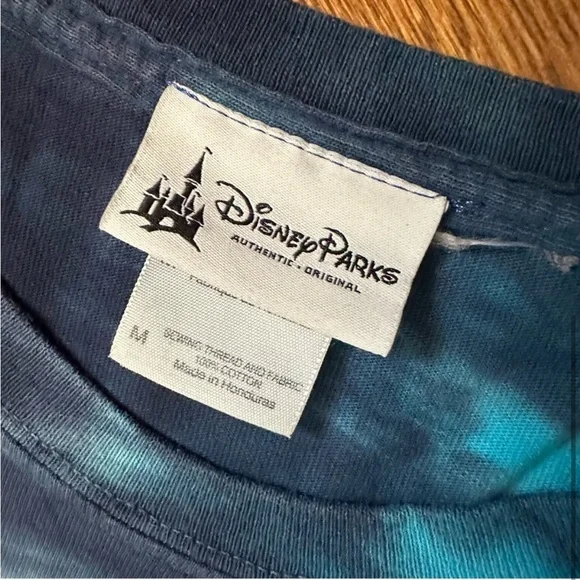 Disney Parks
AUTHENTIC • ORIGINAL
M
SEWING THREAD AND FABRIC
100% COTTON
Made in Honduras